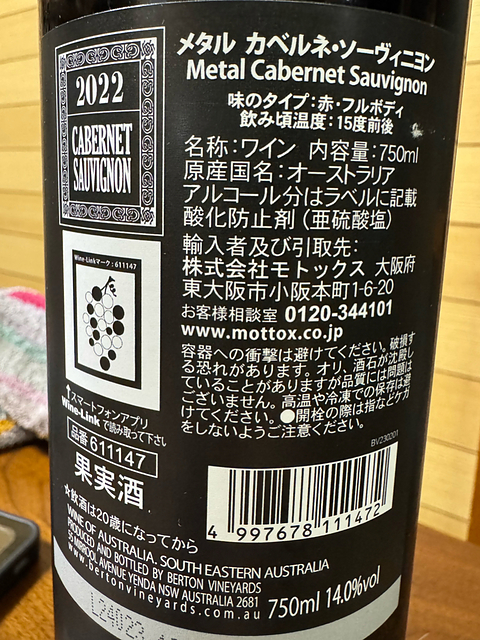 メタル カベルネ・ソーヴィニヨン
Metal Cabernet Sauvignon
2022
CABERNET
SAUVIGNON
味のタイプ:赤・フルボディ
飲み頃温度:15度前後
名称:ワイン 内容量:750ml
原産国名:オーストラリア
アルコール分はラベルに記載
酸化防止剤(亜硫酸塩)
輸入者及び引取先:
株式会社モトックス 大阪府
東大阪市小阪本町1-6-20
お客様相談室 0120-344101
www.mottox.co.jp
容器への衝撃は避けてください。破損す
る恐れがあります。オリ、酒石が沈殿し
ていることがありますが品質には問題ご
ざいません。高温や冷凍での保存は避
けてください。●開栓の際は指などケガ
をしないようご注意ください。
BV230201
Wine-Linkマーク:611147
↑スマートフォンアプリ
Wine-Linkで読み取って下さい
品番 611147
果実酒
☆飲酒は20歳になってから
4 997678 111472
WINE OF AUSTRALIA. SOUTH EASTERN AUSTRALIA
PRODUCED AND BOTTLED BY BERTON VINEYARDS
55 MIROOL AVENUE YENDA NSW AUSTRALIA 2681
www.bertonvineyards.com.au
750ml 14.0%vol
L24023